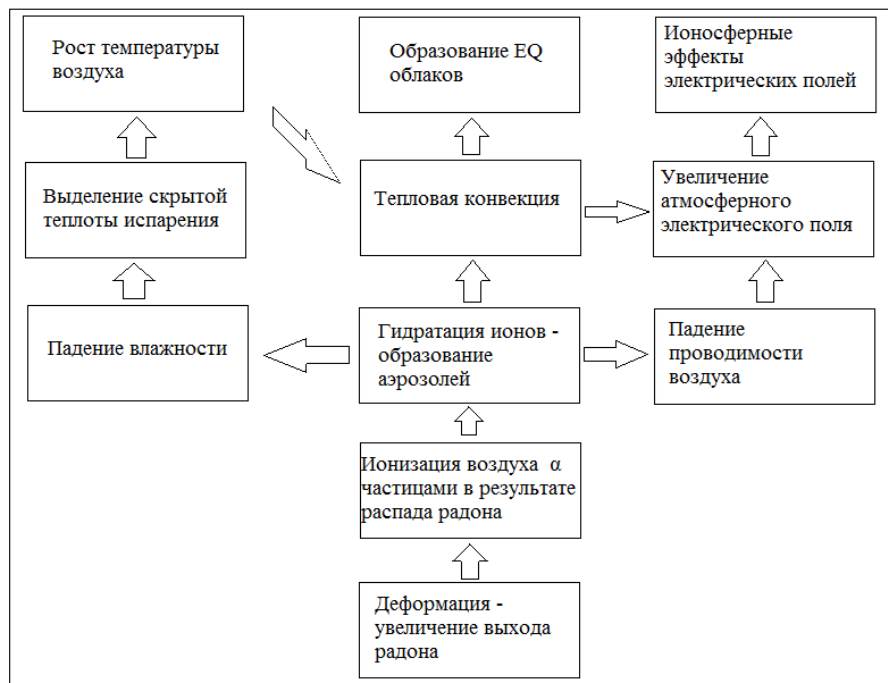 Рост температуры
воздуха
Образование EQ
облаков
Ионосферные
эффекты
электрических полей
Выделение скрытой
теплоты испарения
Тепловая конвекция
Увеличение
атмосферного
электрического поля
Падение влажности
Гидратация ионов -
образование
аэрозолей
Падение
проводимости
воздуха
Ионизация воздуха α
частицами в результате
распада радона
Деформация -
увеличение выхода
радона